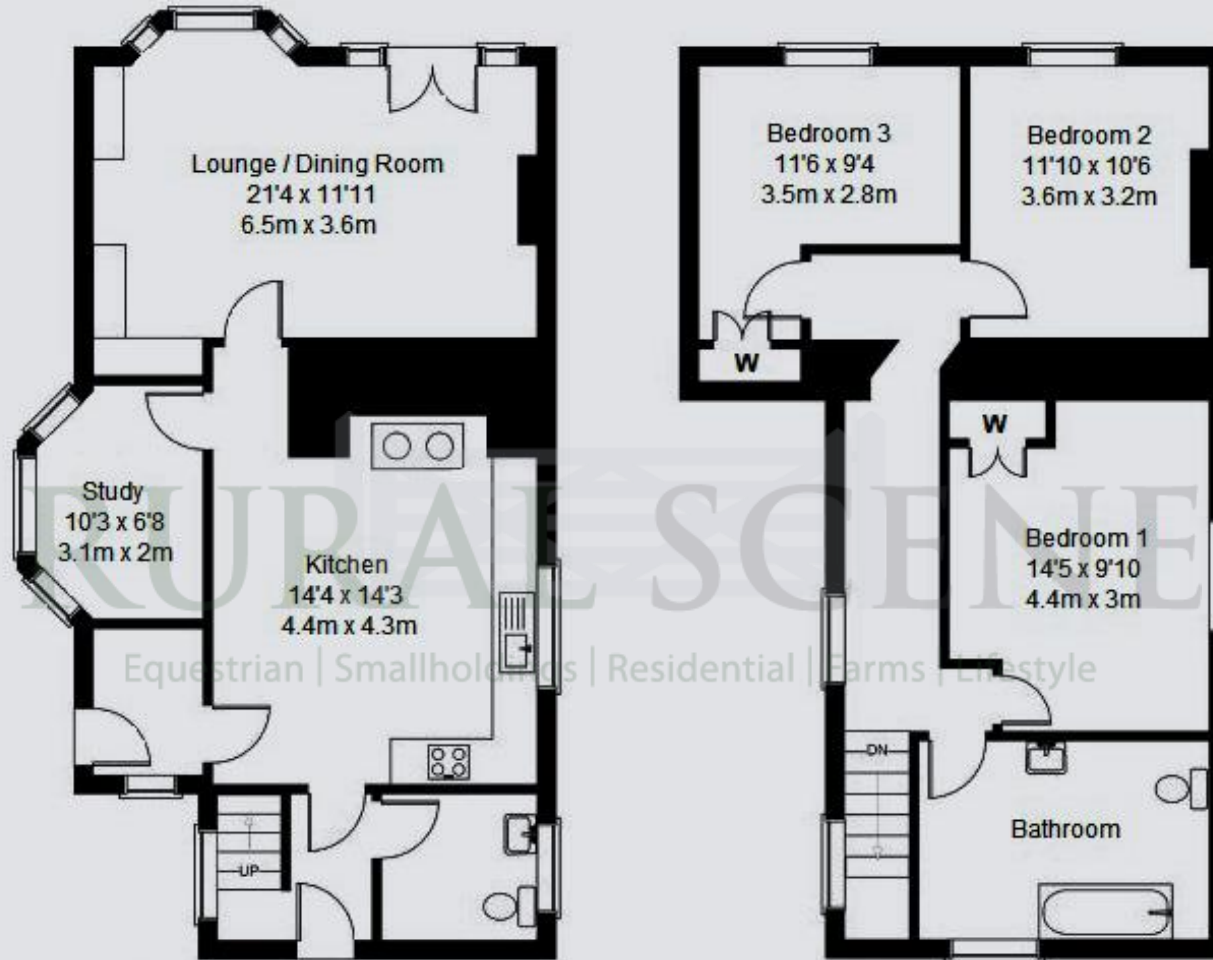 Lounge / Dining Room
21'4 x 11'11
6.5m x 3.6m
Bedroom 3
11'6 x 9'4
3.5m x 2.8m
Bedroom 2
11'10 x 10'6
3.6m x 3.2m
W
W
Study
10'3 x 6'8
3.1m x 2m
Kitchen
14'4 x 14'3
4.4m x 4.3m
Bedroom 1
14'5 x 9'10
4.4m x 3m
RURAL SCENE
Equestrian | Smallholdings | Residential | Farms | Lifestyle
UP
DN
Bathroom